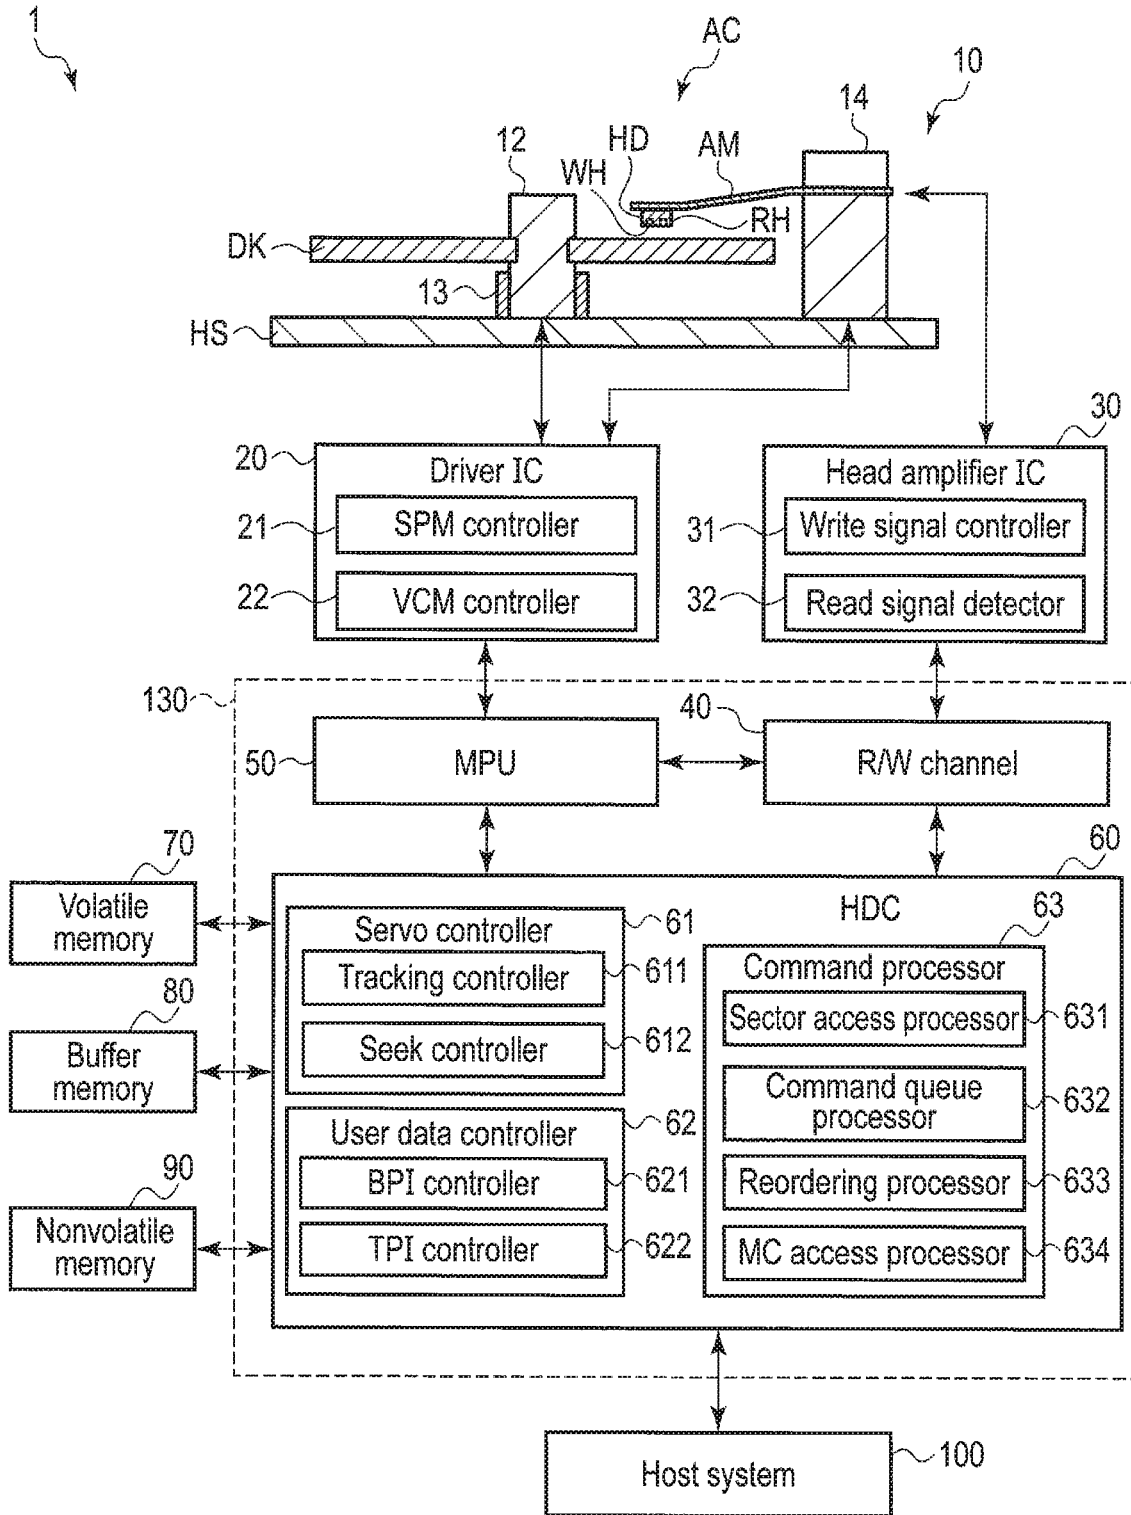 1
AC
10
14
12
HD
AM
WH
RH
DK
13
HS
30
20
Driver IC
Head amplifier IC
21
SPM controller
31
Write signal controller
22
VCM controller
32
Read signal detector
130
40
50
MPU
R/W channel
70
60
Volatile
memory
HDC
61
63
Servo controller
Command processor
Tracking controller
611
Sector access processor
631
80
Seek controller
612
Buffer
memory
Command queue
processor
632
User data controller
62
90
BPI controller
621
Reordering processor
633
Nonvolatile
memory
TPI controller
622
MC access processor
634
Host system
100